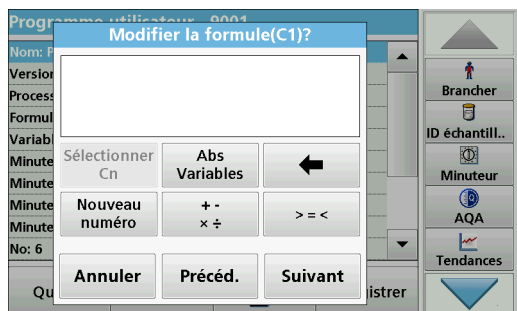 Programme utilisateur - 9001
Modifier la formule(C1)?
Nom: P
Version
Process
Formul
Variabl
Minute
Minute
Minute
Minute
No: 6
Sélectionner
Cn
Abs
Variables
Nouveau
numéro
+ -
× ÷
> = <
Annuler
Précéd.
Suivant
Qu
istrer
Brancher
ID échantill..
Minuteur
AQA
Tendances